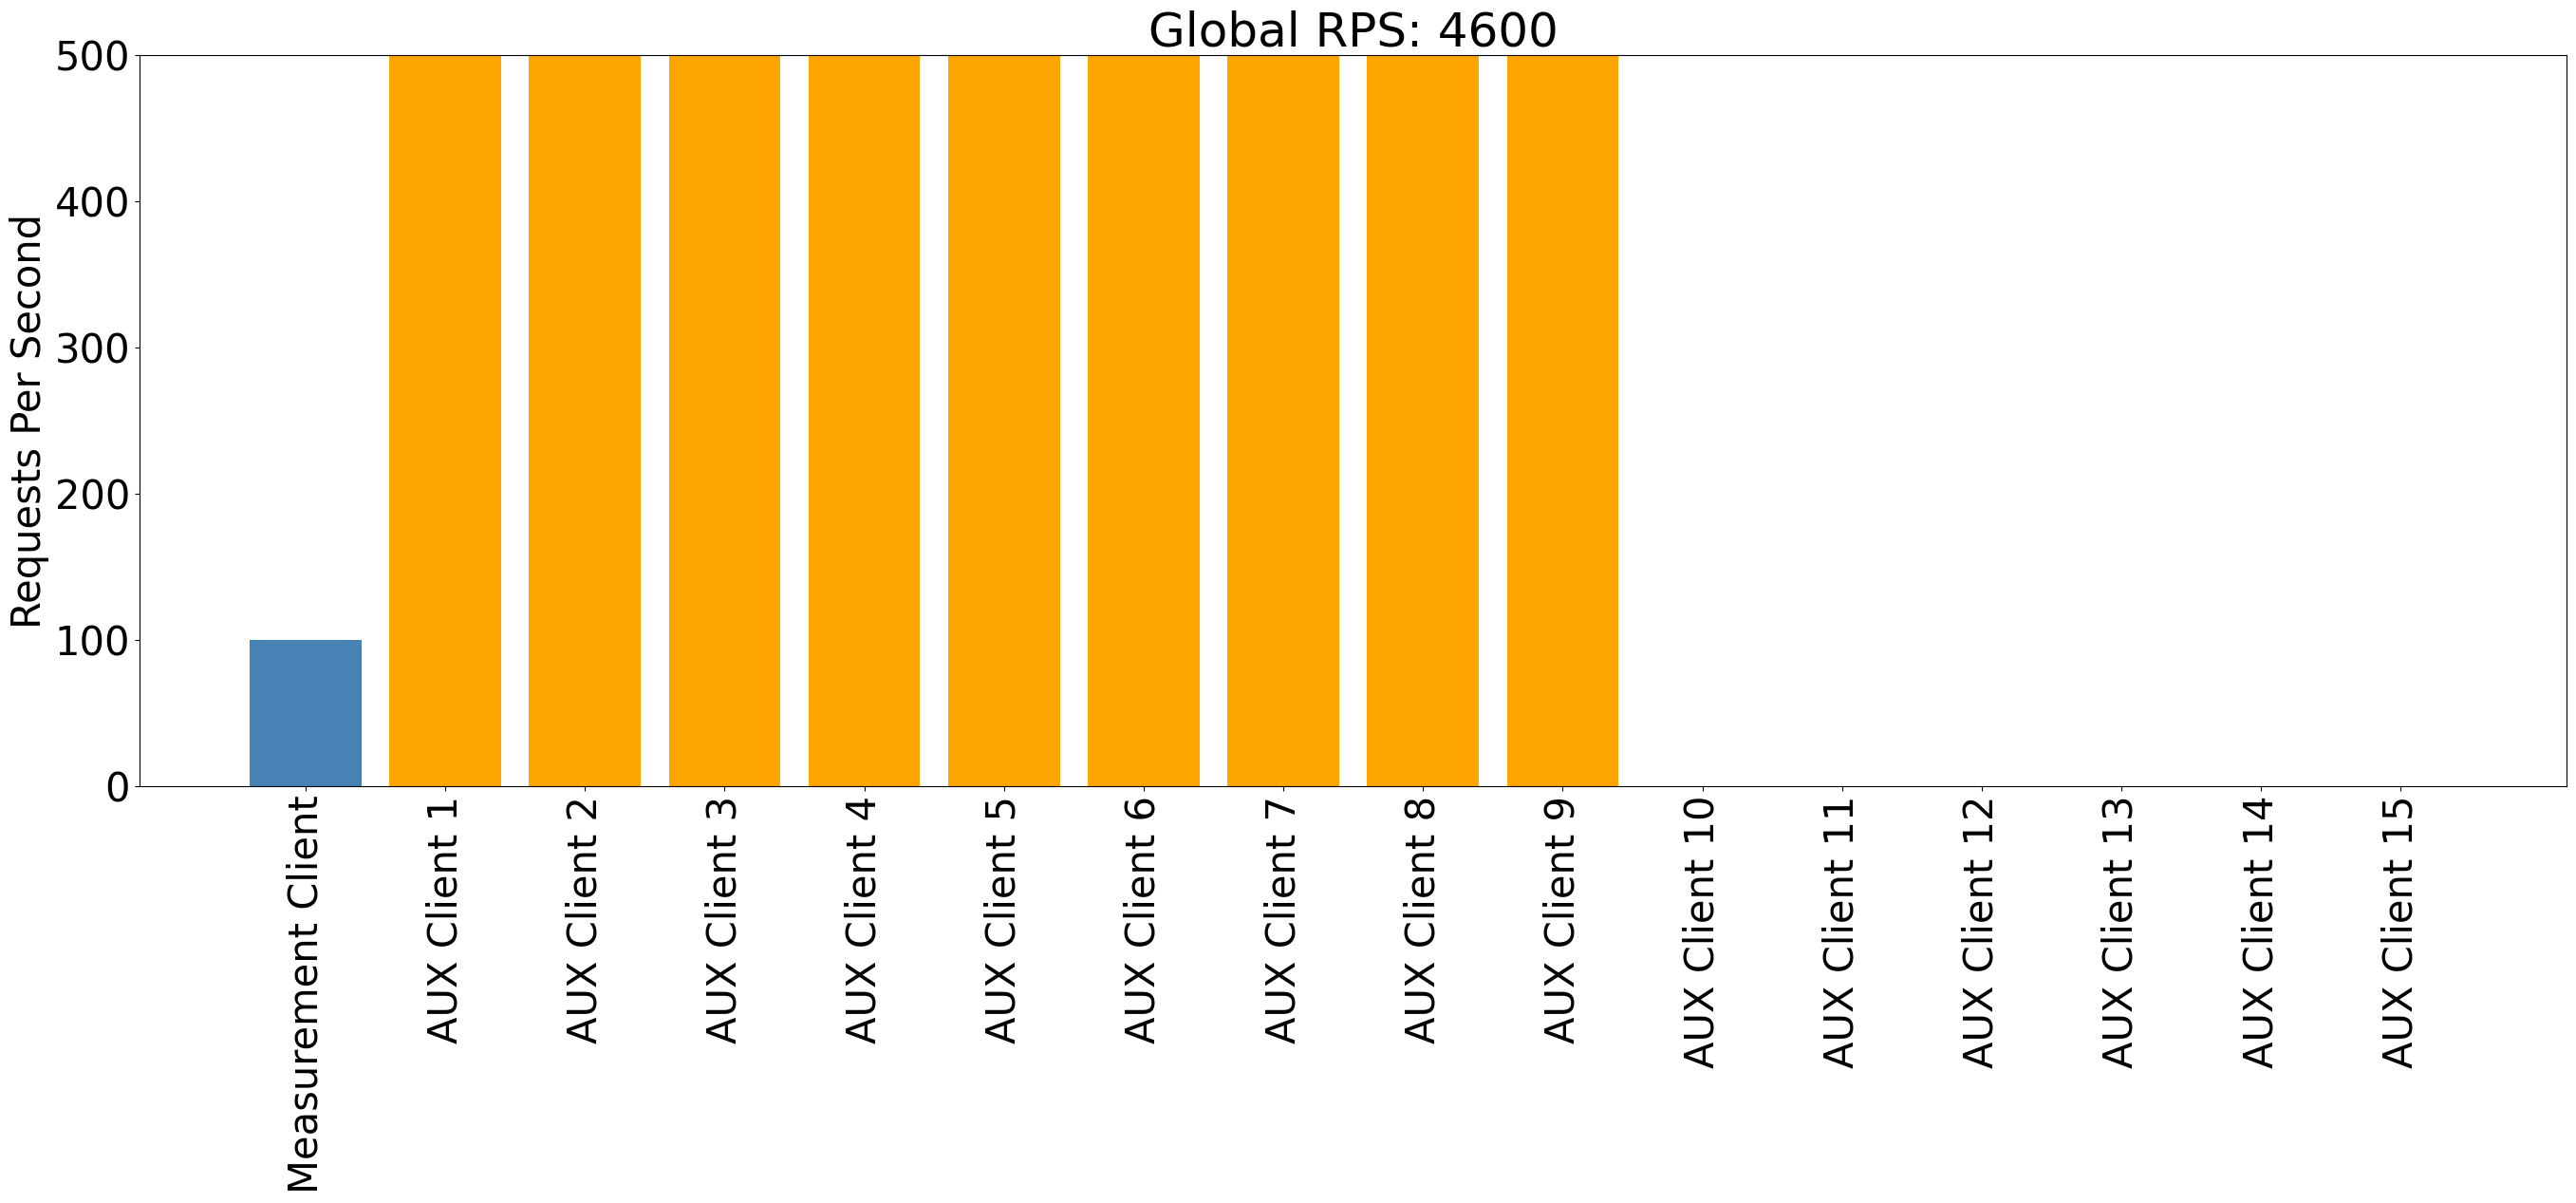 Global RPS: 4600
Requests Per Second
500
400
300
200
100
0
Measurement Client
AUX Client 1
AUX Client 2
AUX Client 3
AUX Client 4
AUX Client 5
AUX Client 6
AUX Client 7
AUX Client 8
AUX Client 9
AUX Client 10
AUX Client 11
AUX Client 12
AUX Client 13
AUX Client 14
AUX Client 15